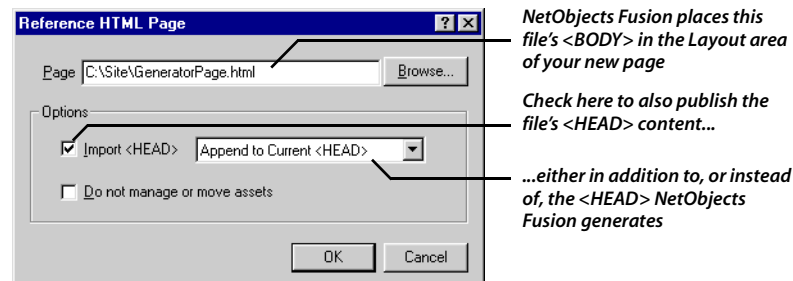 Reference HTML Page
Page C:\Site\GeneratorPage.html Browse...
Options
Import <HEAD> Append to Current <HEAD>
Do not manage or move assets
OK Cancel
NetObjects Fusion places this
file's <BODY> in the Layout area
of your new page
Check here to also publish the
file's <HEAD> content...
...either in addition to, or instead
of, the <HEAD> NetObjects
Fusion generates